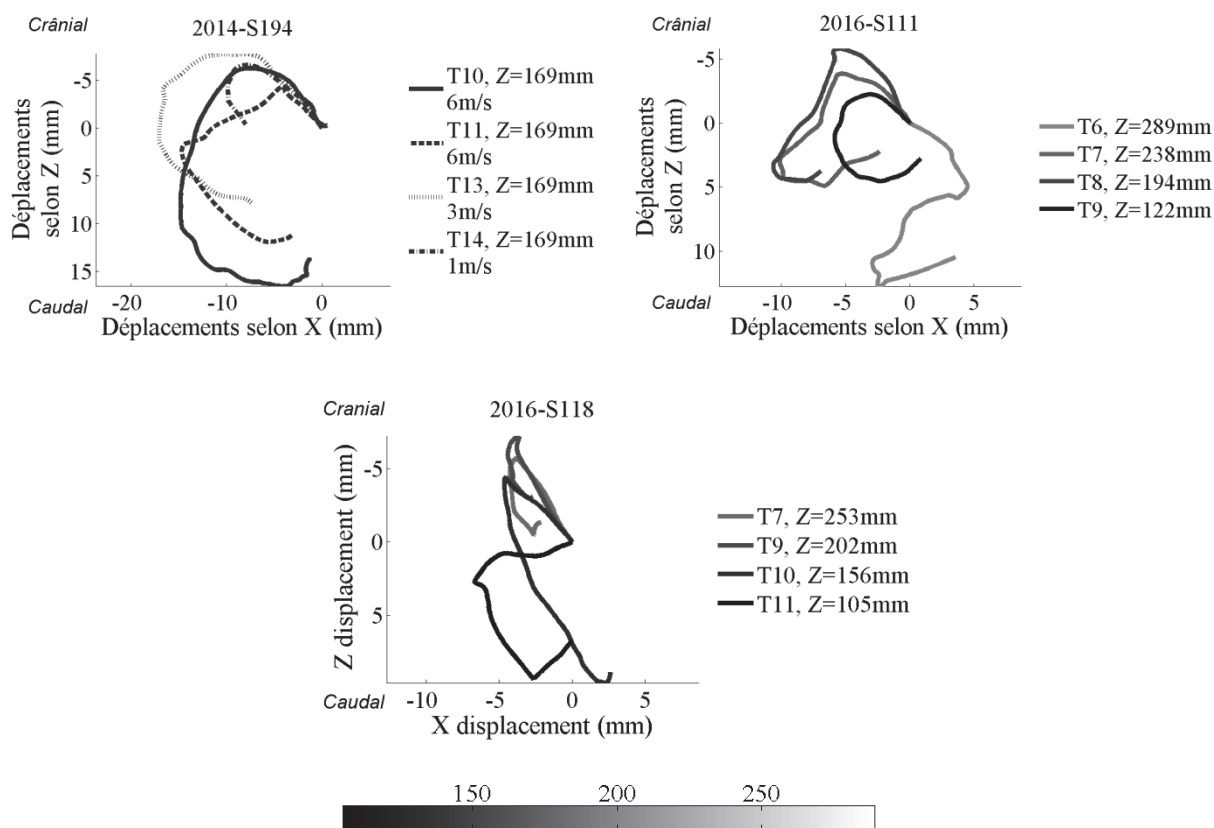 Crânial
2014-S194
-5
0
5
10
15
Déplacements
selon Z (mm)
Caudal
-20
-10
0
Déplacements selon X (mm)
T10, Z=169mm
6m/s
T11, Z=169mm
6m/s
T13, Z=169mm
3m/s
T14, Z=169mm
1m/s
Crânial
2016-S111
-5
0
5
10
Déplacements
selon Z (mm)
Caudal
-10
-5
0
5
Déplacements selon X (mm)
T6, Z=289mm
T7, Z=238mm
T8, Z=194mm
T9, Z=122mm
Cranial
2016-S118
-5
0
5
Z displacement (mm)
Caudal
-10
-5
0
5
X displacement (mm)
T7, Z=253mm
T9, Z=202mm
T10, Z=156mm
T11, Z=105mm
150
200
250